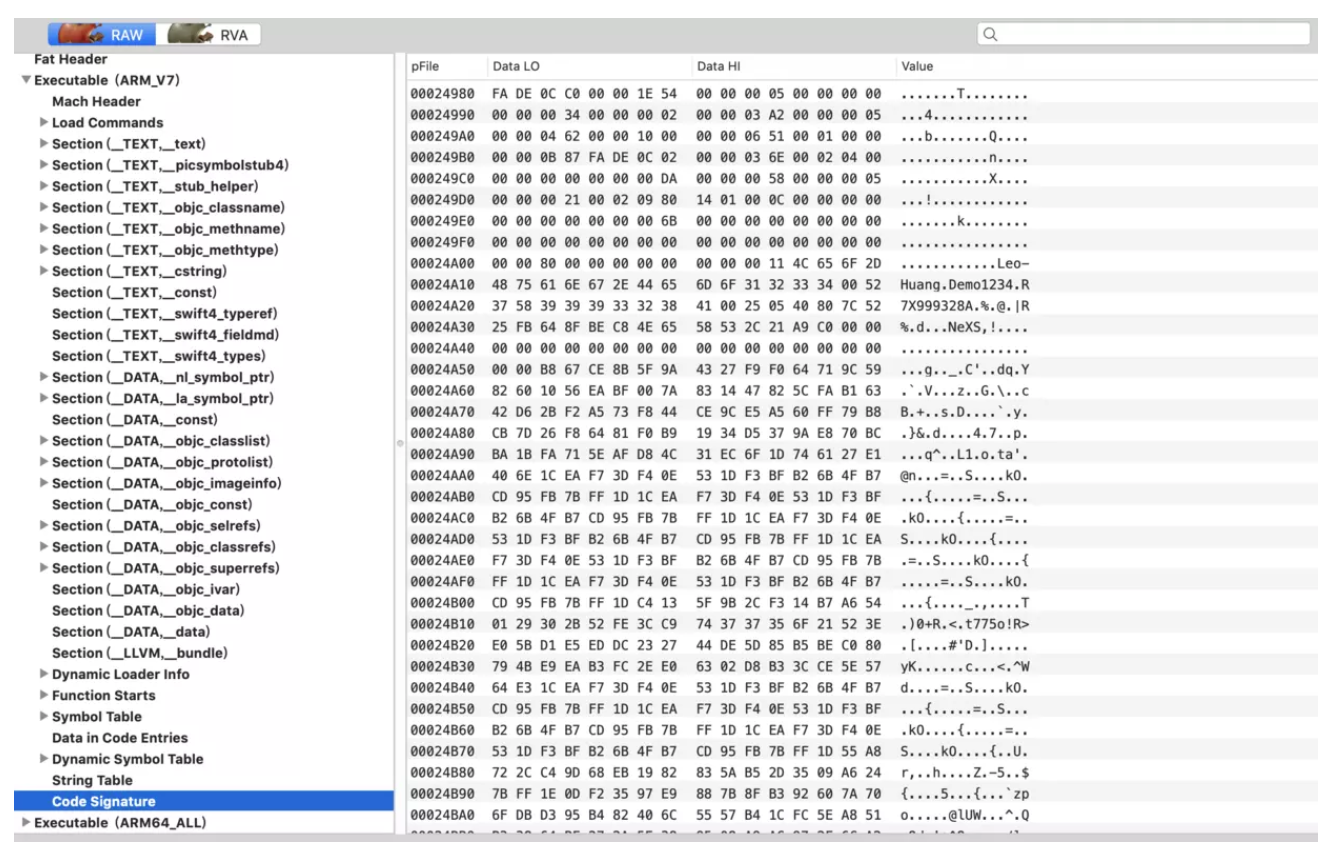 RAW RVA
Fat Header
Executable (ARM_V7)
Mach Header
Load Commands
Section (__TEXT,__text)
Section (__TEXT,__picsymbolstub4)
Section (__TEXT,__stub_helper)
Section (__TEXT,__objc_classname)
Section (__TEXT,__objc_methname)
Section (__TEXT,__objc_methtype)
Section (__TEXT,__cstring)
Section (__TEXT,__const)
Section (__TEXT,__swift4_typeref)
Section (__TEXT,__swift4_fieldmd)
Section (__TEXT,__swift4_types)
Section (__DATA,__nl_symbol_ptr)
Section (__DATA,__la_symbol_ptr)
Section (__DATA,__const)
Section (__DATA,__objc_classlist)
Section (__DATA,__objc_protolist)
Section (__DATA,__objc_imageinfo)
Section (__DATA,__objc_const)
Section (__DATA,__objc_selrefs)
Section (__DATA,__objc_classrefs)
Section (__DATA,__objc_superrefs)
Section (__DATA,__objc_ivar)
Section (__DATA,__objc_data)
Section (__DATA,__data)
Section (__LLVM,__bundle)
Dynamic Loader Info
Function Starts
Symbol Table
Data in Code Entries
Dynamic Symbol Table
String Table
Code Signature
Executable (ARM64_ALL)
pFile Data LO Data HI Value
00024980 FA DE 0C C0 00 00 1E 54 00 00 00 05 00 00 00 00 .......T........
00024990 00 00 00 34 00 00 00 02 00 00 03 A2 00 00 00 05 ...4............
000249A0 00 00 04 62 00 00 10 00 00 00 06 51 00 01 00 00 ...b.......Q....
000249B0 00 00 0B 87 FA DE 0C 02 00 00 03 6E 00 02 04 00 ...........n....
000249C0 00 00 00 00 00 00 00 DA 00 00 00 58 00 00 00 05 ...........X....
000249D0 00 00 00 21 00 02 09 80 14 01 00 0C 00 00 00 00 ...!............
000249E0 00 00 00 00 00 00 00 6B 00 00 00 00 00 00 00 00 .......k........
000249F0 00 00 00 00 00 00 00 00 00 00 00 00 00 00 00 00 ................
00024A00 00 00 80 00 00 00 00 00 00 00 00 11 4C 65 6F 2D ............Leo-
00024A10 48 75 61 6E 67 2E 44 65 6D 6F 31 32 33 34 00 52 Huang.Demo1234.R
00024A20 37 58 39 39 39 33 32 38 41 00 25 05 40 80 7C 52 7X999328A.%.@.|R
00024A30 25 FB 64 8F BE C8 4E 65 58 53 2C 21 A9 C0 00 00 %.d...NeXS,!....
00024A40 00 00 00 00 00 00 00 00 00 00 00 00 00 00 00 00 ................
00024A50 00 00 B8 67 CE 8B 5F 9A 43 27 F9 F0 64 71 9C 59 ...g.._.C'..dq.Y
00024A60 82 60 10 56 EA BF 00 7A 83 14 47 82 5C FA B1 63 .`.V...z..G.\..c
00024A70 42 D6 2B F2 A5 73 F8 44 CE 9C E5 A5 60 FF 79 B8 B.+..s.D....`.y.
00024A80 CB 7D 26 F8 64 81 F0 B9 19 34 D5 37 9A E8 70 BC .}&.d....4.7..p.
00024A90 BA 1B FA 71 5E AF D8 4C 31 EC 6F 1D 74 61 27 E1 ...q^..L1.o.ta'.
00024AA0 40 6E 1C EA F7 3D F4 0E 53 1D F3 BF B2 6B 4F B7 @n...=..S....kO.
00024AB0 CD 95 FB 7B FF 1D 1C EA F7 3D F4 0E 53 1D F3 BF ...{.....=..S...
00024AC0 B2 6B 4F B7 CD 95 FB 7B FF 1D 1C EA F7 3D F4 0E .kO....{.....=..
00024AD0 53 1D F3 BF B2 6B 4F B7 CD 95 FB 7B FF 1D 1C EA S....kO....{....
00024AE0 F7 3D F4 0E 53 1D F3 BF B2 6B 4F B7 CD 95 FB 7B .=..S....kO....{
00024AF0 FF 1D 1C EA F7 3D F4 0E 53 1D F3 BF B2 6B 4F B7 .....=..S....kO.
00024B00 CD 95 FB 7B FF 1D C4 13 5F 9B 2C F3 14 B7 A6 54 ...{...._.,....T
00024B10 01 29 30 2B 52 FE 3C C9 74 37 37 35 6F 21 52 3E .)0+R.<.t775o!R>
00024B20 E0 5B D1 E5 ED DC 23 27 44 DE 5D 85 B5 BE C0 80 .[....#'D.].....
00024B30 79 4B E9 EA B3 FC 2E E0 63 02 D8 B3 3C CE 5E 57 yK......c...<.^W
00024B40 64 E3 1C EA F7 3D F4 0E 53 1D F3 BF B2 6B 4F B7 d....=..S....kO.
00024B50 CD 95 FB 7B FF 1D 1C EA F7 3D F4 0E 53 1D F3 BF ...{.....=..S...
00024B60 B2 6B 4F B7 CD 95 FB 7B FF 1D 1C EA F7 3D F4 0E .kO....{.....=..
00024B70 53 1D F3 BF B2 6B 4F B7 CD 95 FB 7B FF 1D 55 A8 S....kO....{..U.
00024B80 72 2C C4 9D 68 EB 19 82 83 5A B5 2D 35 09 A6 24 r,..h....Z.-5..$
00024B90 7B FF 1E 0D F2 35 97 E9 88 7B 8F B3 92 60 7A 70 {....5...{...`zp
00024BA0 6F DB D3 95 B4 82 40 6C 55 57 B4 1C FC 5E A8 51 o.....@lUW...^.Q